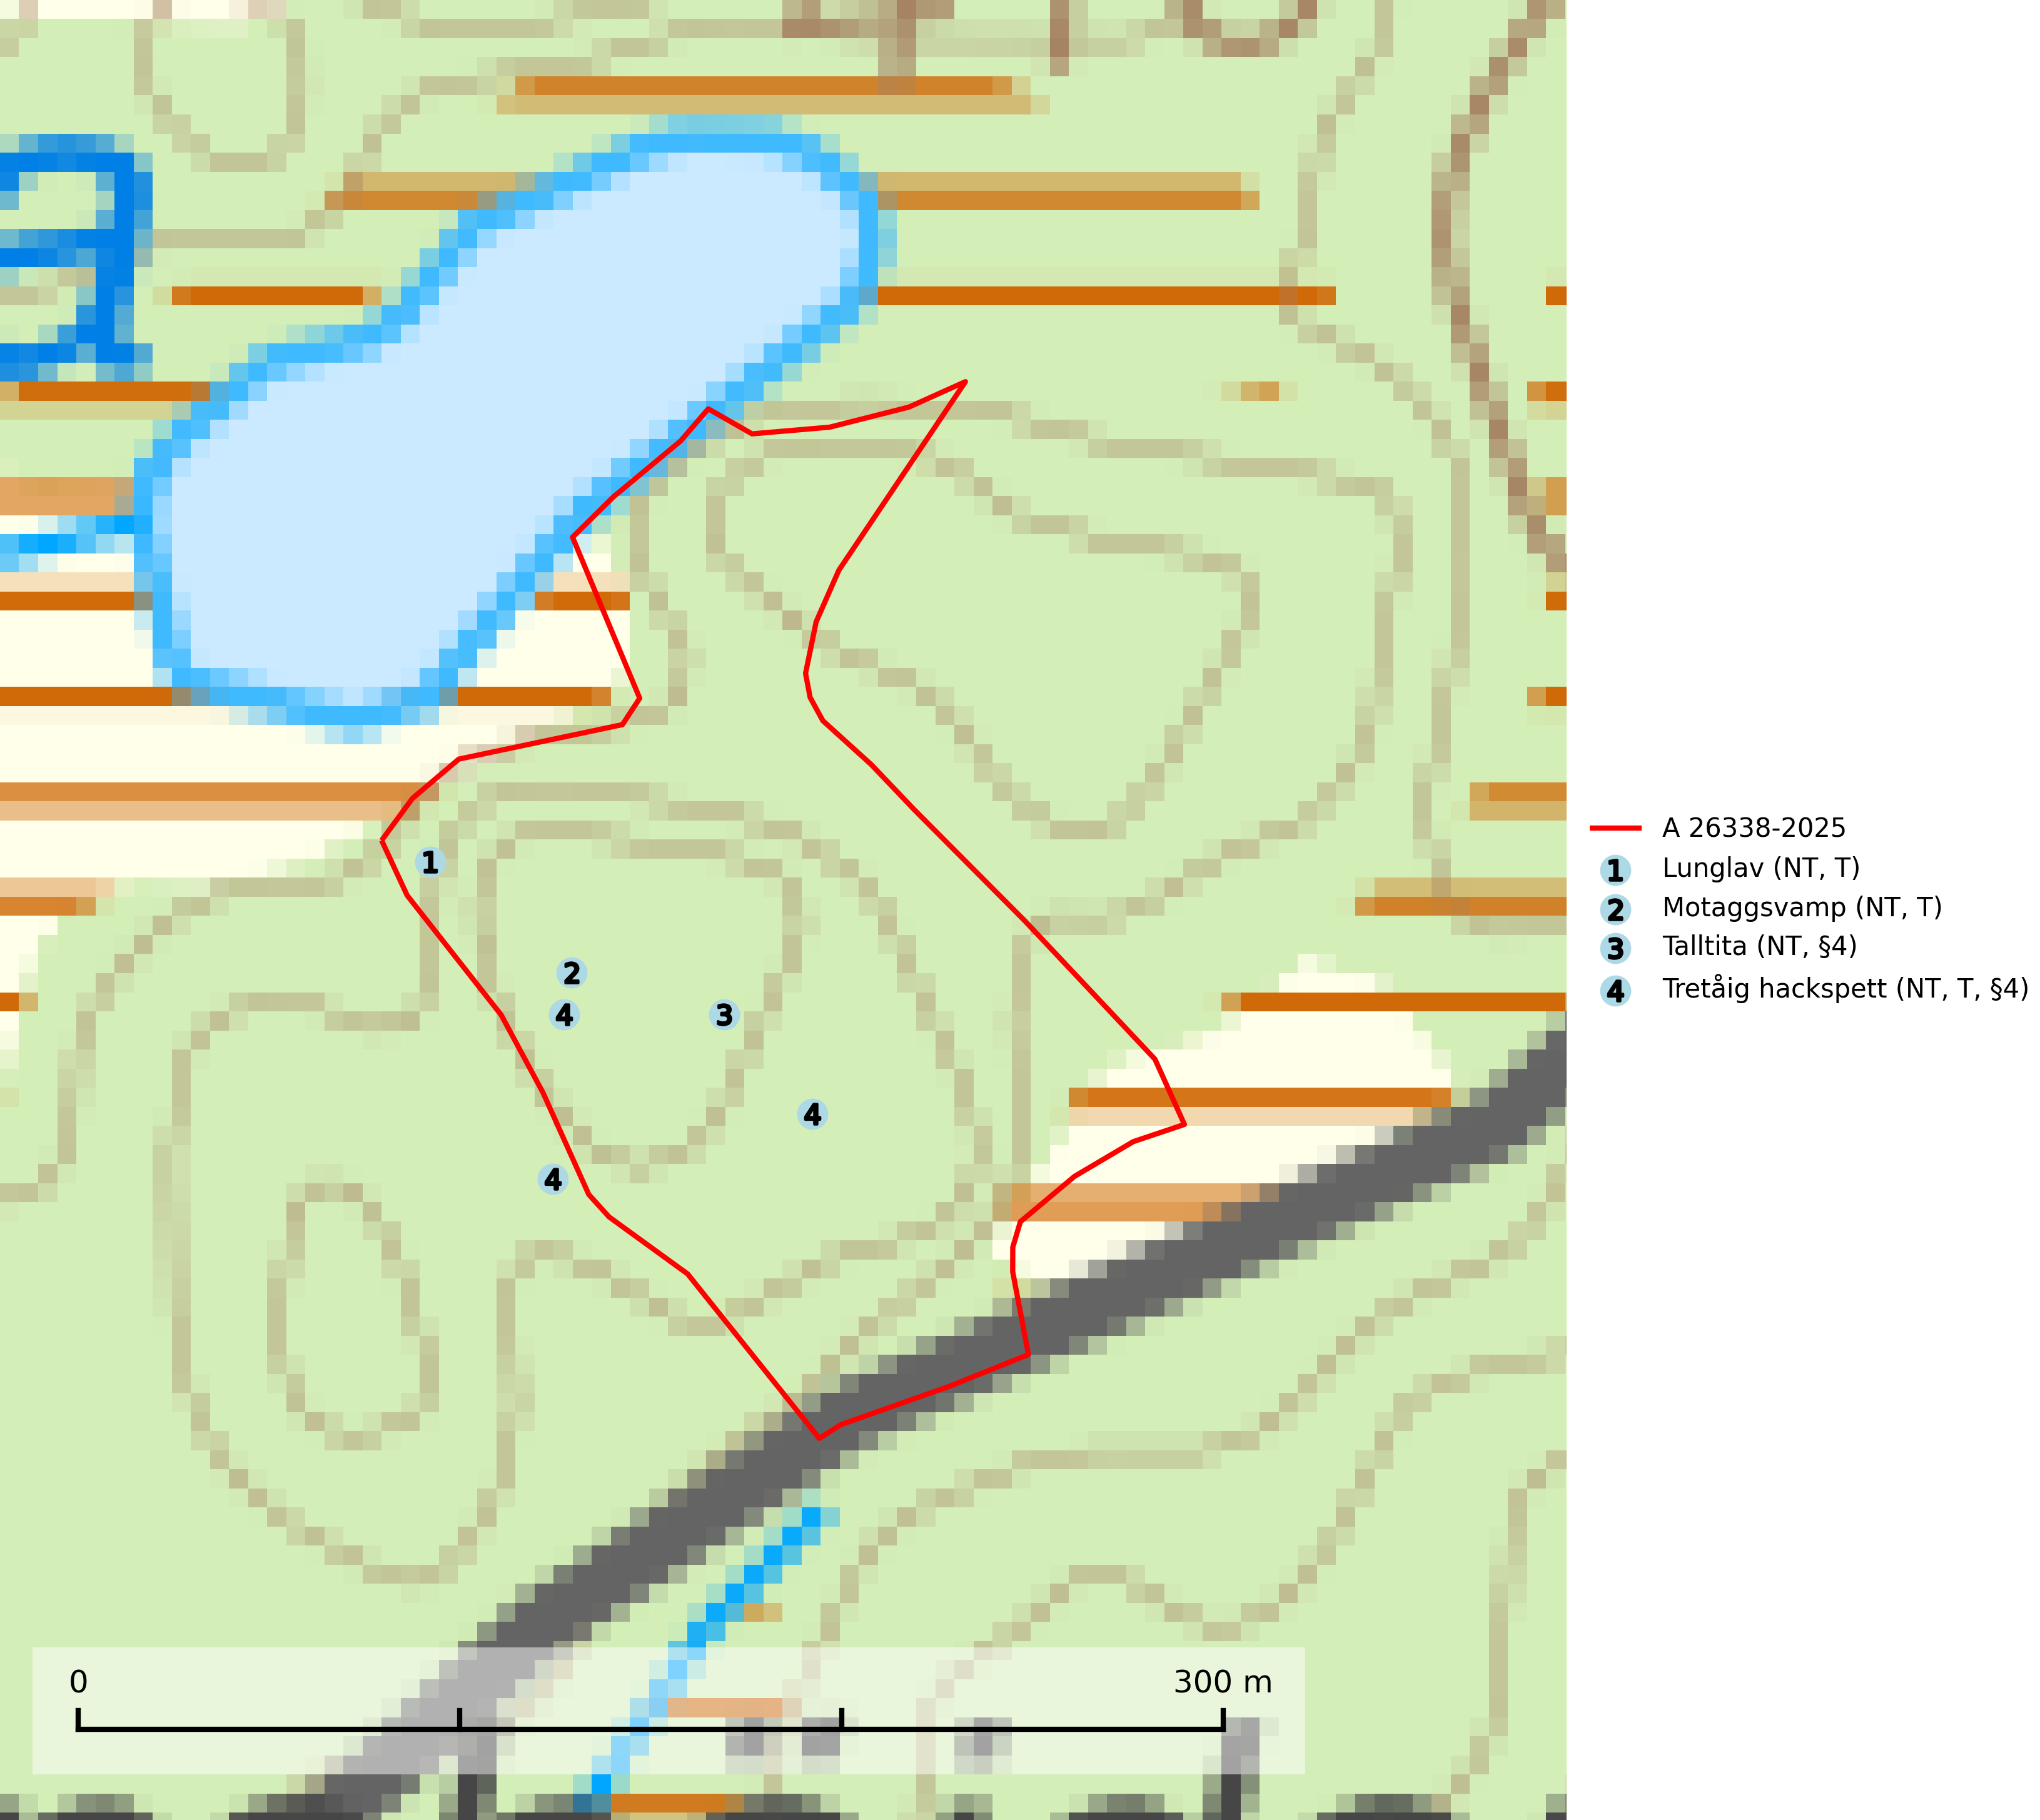 A 26338-2025
1 Lunglav (NT, T)
2 Motaggsvamp (NT, T)
3 Talltita (NT, §4)
4 Tretåig hackspett (NT, T, §4)
1
2
4
3
4
4
0
300 m